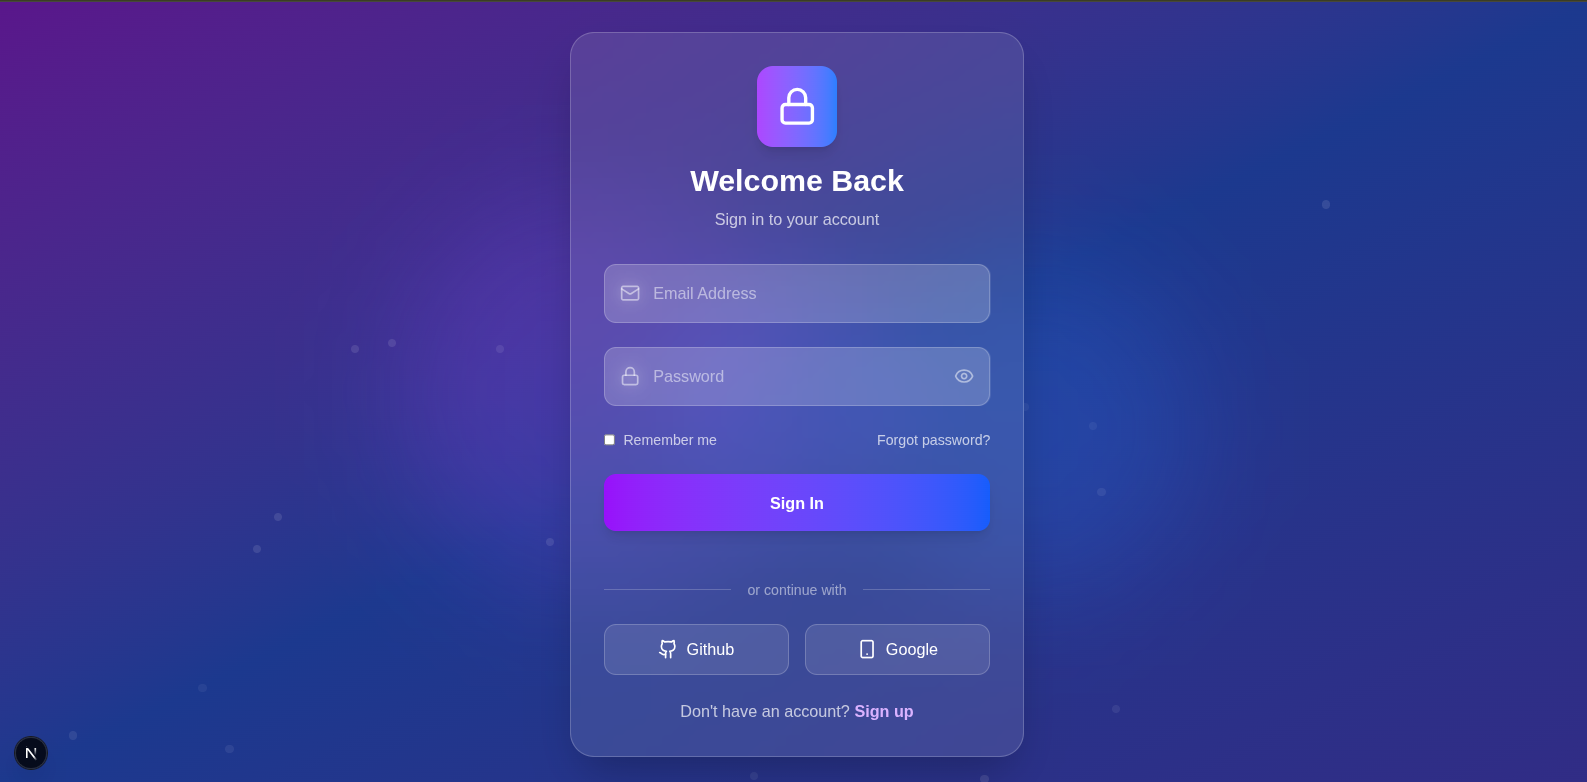 Welcome Back
Sign in to your account
Email Address
Password
Remember me
Forgot password?
Sign In
or continue with
Github
Google
Don't have an account? Sign up
N